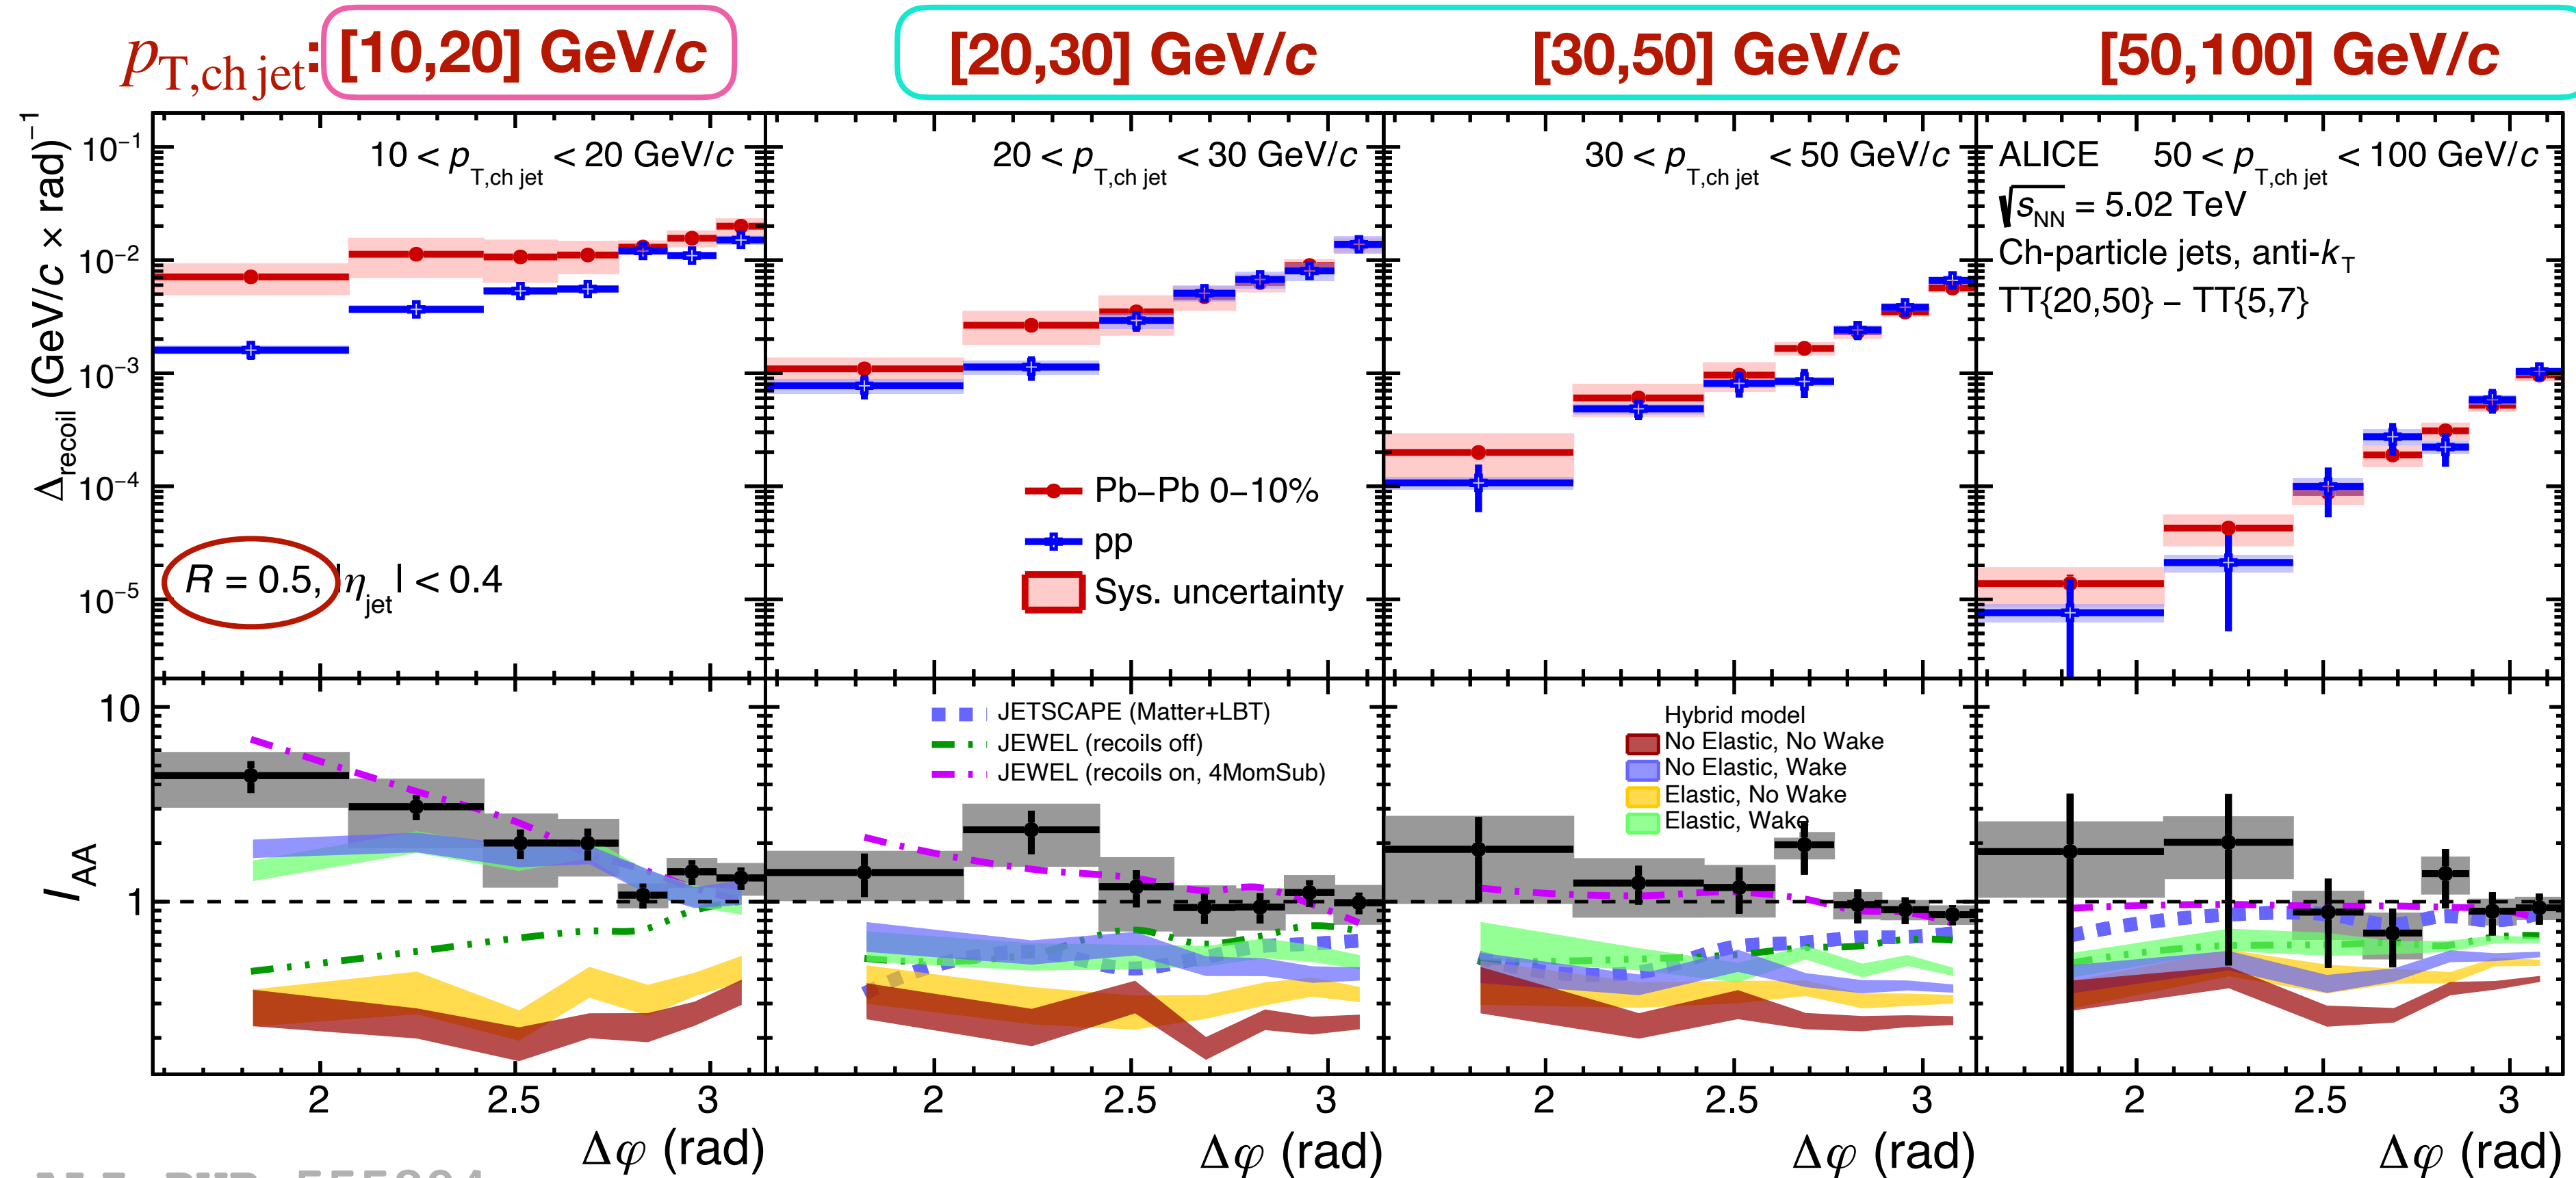 p_T,ch jet: [10,20] GeV/c [20,30] GeV/c [30,50] GeV/c [50,100] GeV/c
Δ_recoil (GeV/c × rad)⁻¹
10⁻¹
10⁻²
10⁻³
10⁻⁴
10⁻⁵
10 < p_T,ch jet < 20 GeV/c
R = 0.5, |η_jet| < 0.4
20 < p_T,ch jet < 30 GeV/c
Pb−Pb 0−10%
pp
Sys. uncertainty
30 < p_T,ch jet < 50 GeV/c
ALICE 50 < p_T,ch jet < 100 GeV/c
√s_NN = 5.02 TeV
Ch-particle jets, anti-k_T
TT{20,50} − TT{5,7}
I_AA
10
1
JETSCAPE (Matter+LBT)
JEWEL (recoils off)
JEWEL (recoils on, 4MomSub)
Hybrid model
No Elastic, No Wake
No Elastic, Wake
Elastic, No Wake
Elastic, Wake
2 2.5 3 2 2.5 3 2 2.5 3 2 2.5 3
Δφ (rad) Δφ (rad) Δφ (rad) Δφ (rad)